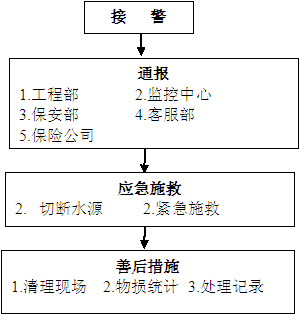 接 警
通报
1.工程部 2.监控中心
3.保安部 4.客服部
5.保险公司
应急施救
2. 切断水源 2.紧急施救
善后措施
1.清理现场 2.物损统计 3.处理记录